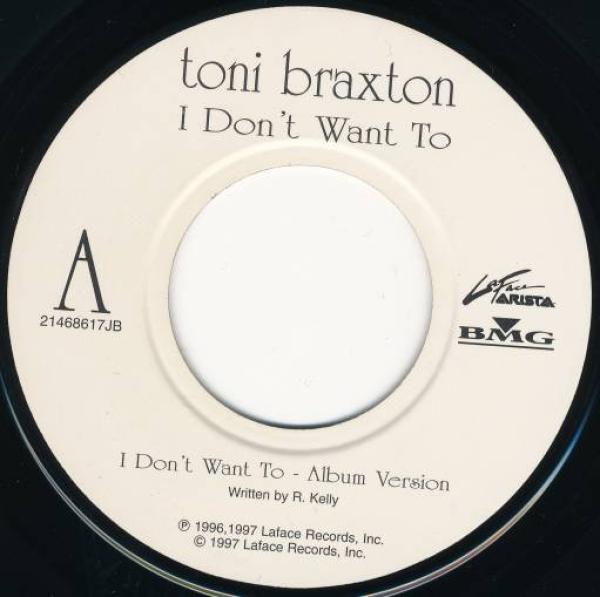 toni braxton
I Don't Want To
A
21468617JB
LaFace
ARISTA
BMG
I Don't Want To - Album Version
Written by R. Kelly
℗ 1996,1997 Laface Records, Inc.
© 1997 Laface Records, Inc.